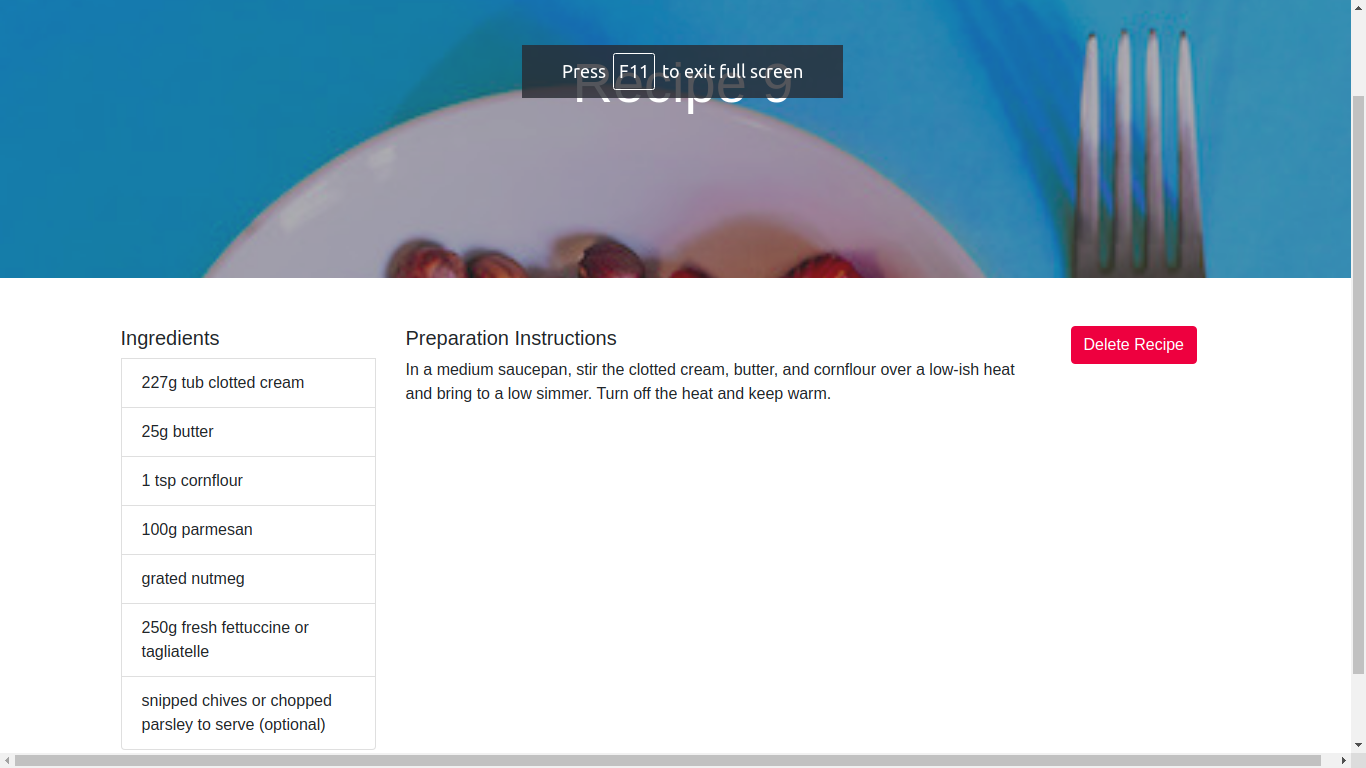 Press F11 to exit full screen
Recipe 9
Ingredients
227g tub clotted cream
25g butter
1 tsp cornflour
100g parmesan
grated nutmeg
250g fresh fettuccine or
tagliatelle
snipped chives or chopped
parsley to serve (optional)
Preparation Instructions
In a medium saucepan, stir the clotted cream, butter, and cornflour over a low-ish heat
and bring to a low simmer. Turn off the heat and keep warm.
Delete Recipe